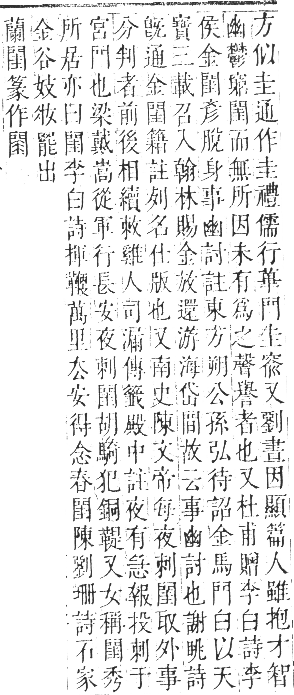 方似圭通作圭禮儒行篳門圭窬又劉晝因顯篇人雖抱才智
幽鬱窮閨而無所因未有為之聲譽者也又杜甫贈李白詩李
侯金閨彥脫身事幽討註東方朔公孫弘待詔金馬門白以天
寶三載召入翰林賜金放還游海岱間故云事幽討也謝朓詩
旣通金閨籍註列名仕版也又南史陳文帝每夜刺閨取外事
分判者前後相續敕雞人司漏傳籤殿中註夜有急報投刺于
宮門也梁戴暠從軍行長安夜刺閨胡騎犯銅鞮又女稱閨秀
所居亦曰閨李白詩揮鞭萬里去安得念春閨陳劉珊詩石家
金谷妓妝罷出
蘭閨篆作閨